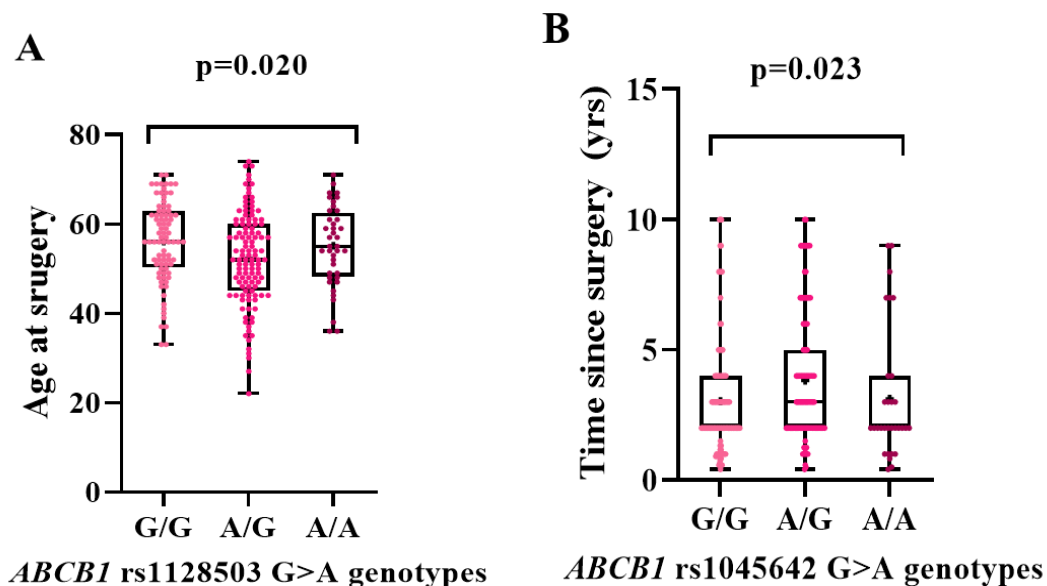 A
p=0.020
Age at srugery
80
60
40
20
0
G/G A/G A/A
ABCB1 rs1128503 G>A genotypes
B
p=0.023
Time since surgery (yrs)
15
10
5
0
G/G A/G A/A
ABCB1 rs1045642 G>A genotypes